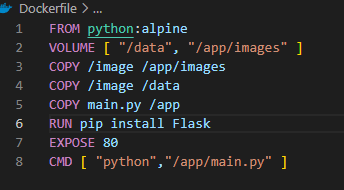 Dockerfile > ...
1 FROM python:alpine
2 VOLUME [ "/data", "/app/images" ]
3 COPY /image /app/images
4 COPY /image /data
5 COPY main.py /app
6 RUN pip install Flask
7 EXPOSE 80
8 CMD [ "python","/app/main.py" ]